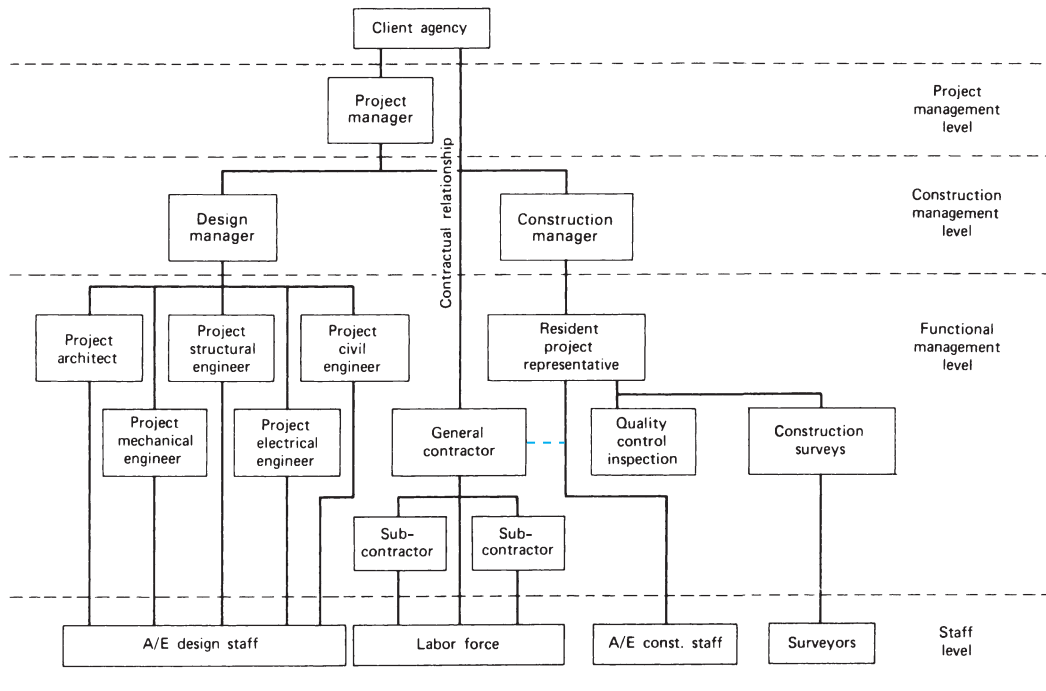 Client agency
Project
manager
Project
management
level
Contractual relationship
Design
manager
Construction
manager
Construction
management
level
Project
architect
Project
structural
engineer
Project
civil
engineer
Resident
project
representative
Functional
management
level
Project
mechanical
engineer
Project
electrical
engineer
General
contractor
Quality
control
inspection
Construction
surveys
Sub-
contractor
Sub-
contractor
A/E design staff
Labor force
A/E const. staff
Surveyors
Staff
level